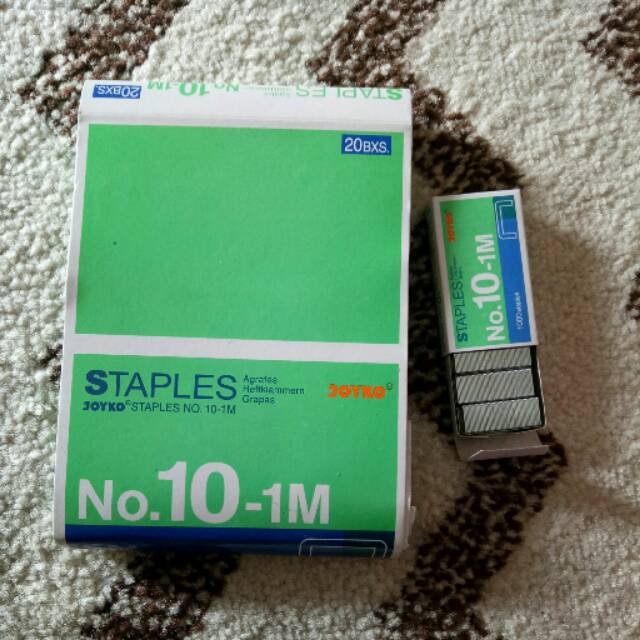 20BXS
No.10-1M
STAPLES
20BXS.
STAPLES
Agrafes
Heftklammern
Grapas
JOYKO
JOYKO STAPLES NO. 10-1M
No.10-1M
JOYKO
STAPLES
No.10-1M